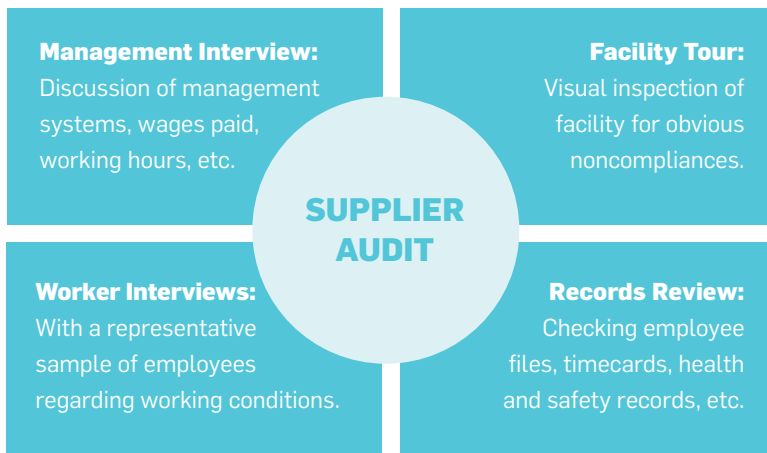 Management Interview:
Discussion of management
systems, wages paid,
working hours, etc.
Facility Tour:
Visual inspection of
facility for obvious
noncompliances.
SUPPLIER
AUDIT
Worker Interviews:
With a representative
sample of employees
regarding working conditions.
Records Review:
Checking employee
files, timecards, health
and safety records, etc.